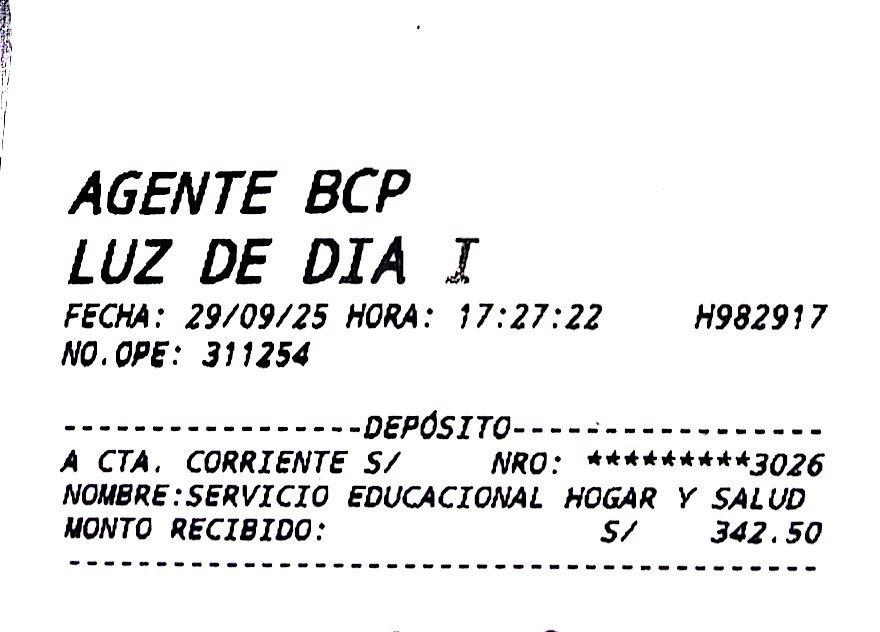 AGENTE BCP
LUZ DE DIA I
FECHA: 29/09/25 HORA: 17:27:22 H982917
NO.OPE: 311254
-----------------DEPÓSITO------------------
A CTA. CORRIENTE S/ NRO: *********3026
NOMBRE:SERVICIO EDUCACIONAL HOGAR Y SALUD
MONTO RECIBIDO: S/ 342.50
-------------------------------------------